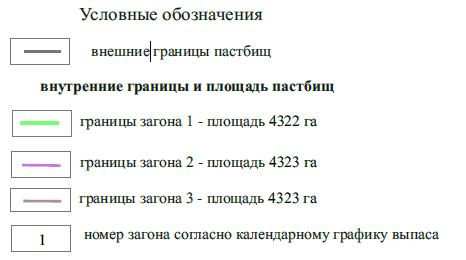 Условные обозначения
внешние границы пастбищ
внутренние границы и площадь пастбищ
границы загона 1 - площадь 4322 га
границы загона 2 - площадь 4323 га
границы загона 3 - площадь 4323 га
1 номер загона согласно календарному графику выпаса